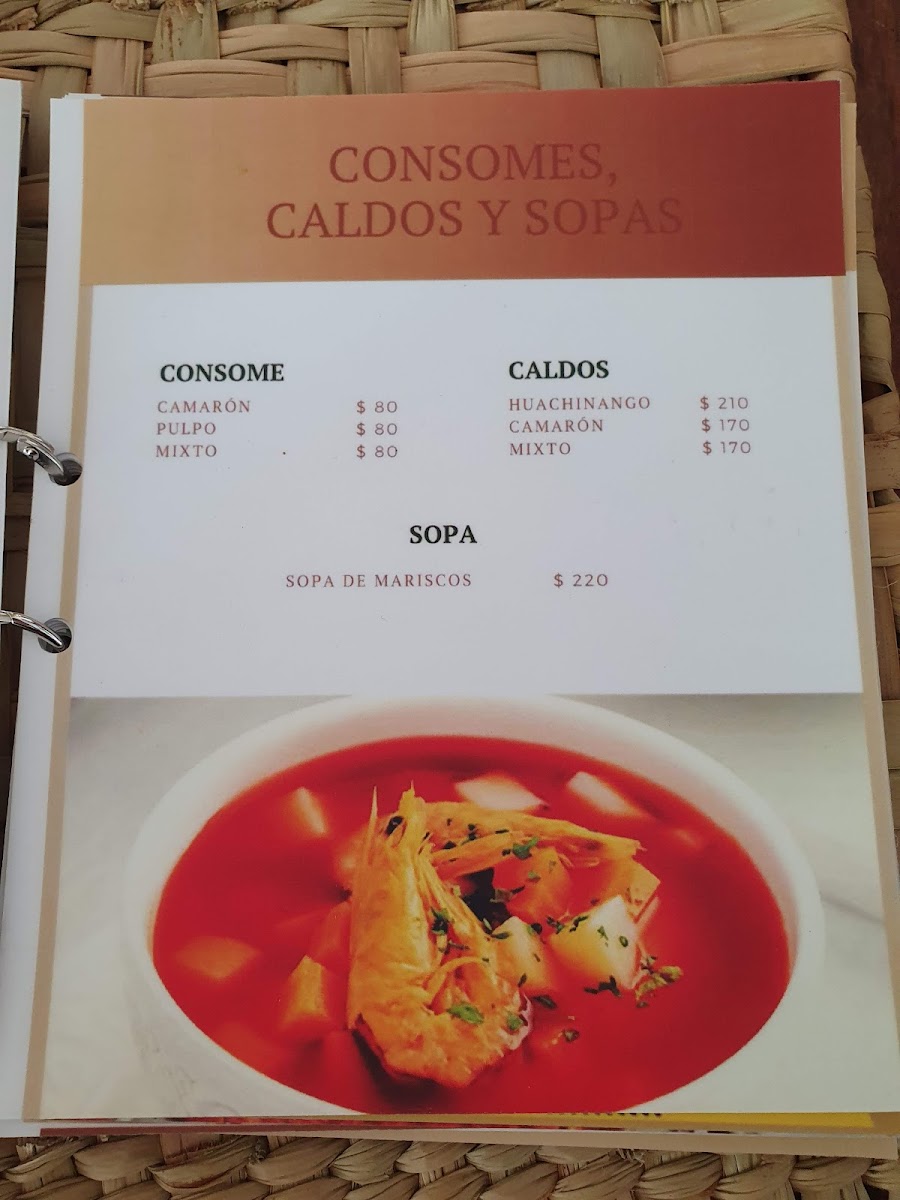 CONSOMES,
CALDOS Y SOPAS
CONSOME
CAMARÓN $ 80
PULPO $ 80
MIXTO $ 80
CALDOS
HUACHINANGO $ 210
CAMARÓN $ 170
MIXTO $ 170
SOPA
SOPA DE MARISCOS $ 220